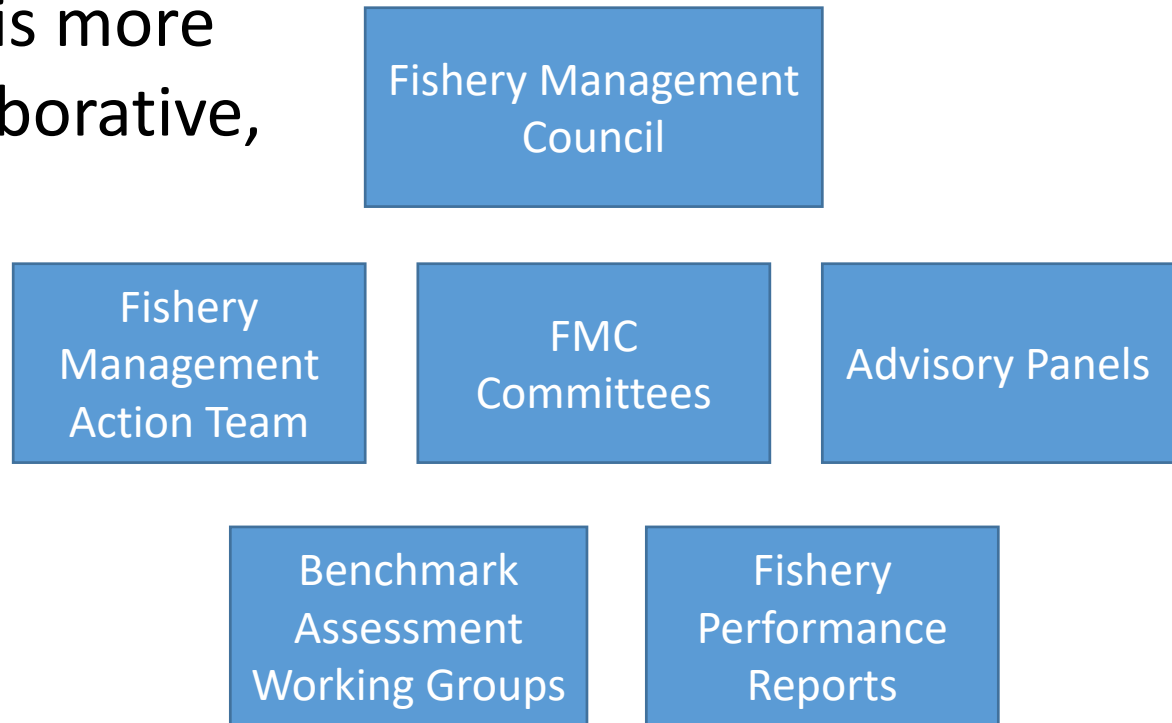 is more
borative,
Fishery Management
Council
Fishery
Management
Action Team
FMC
Committees
Advisory Panels
Benchmark
Assessment
Working Groups
Fishery
Performance
Reports